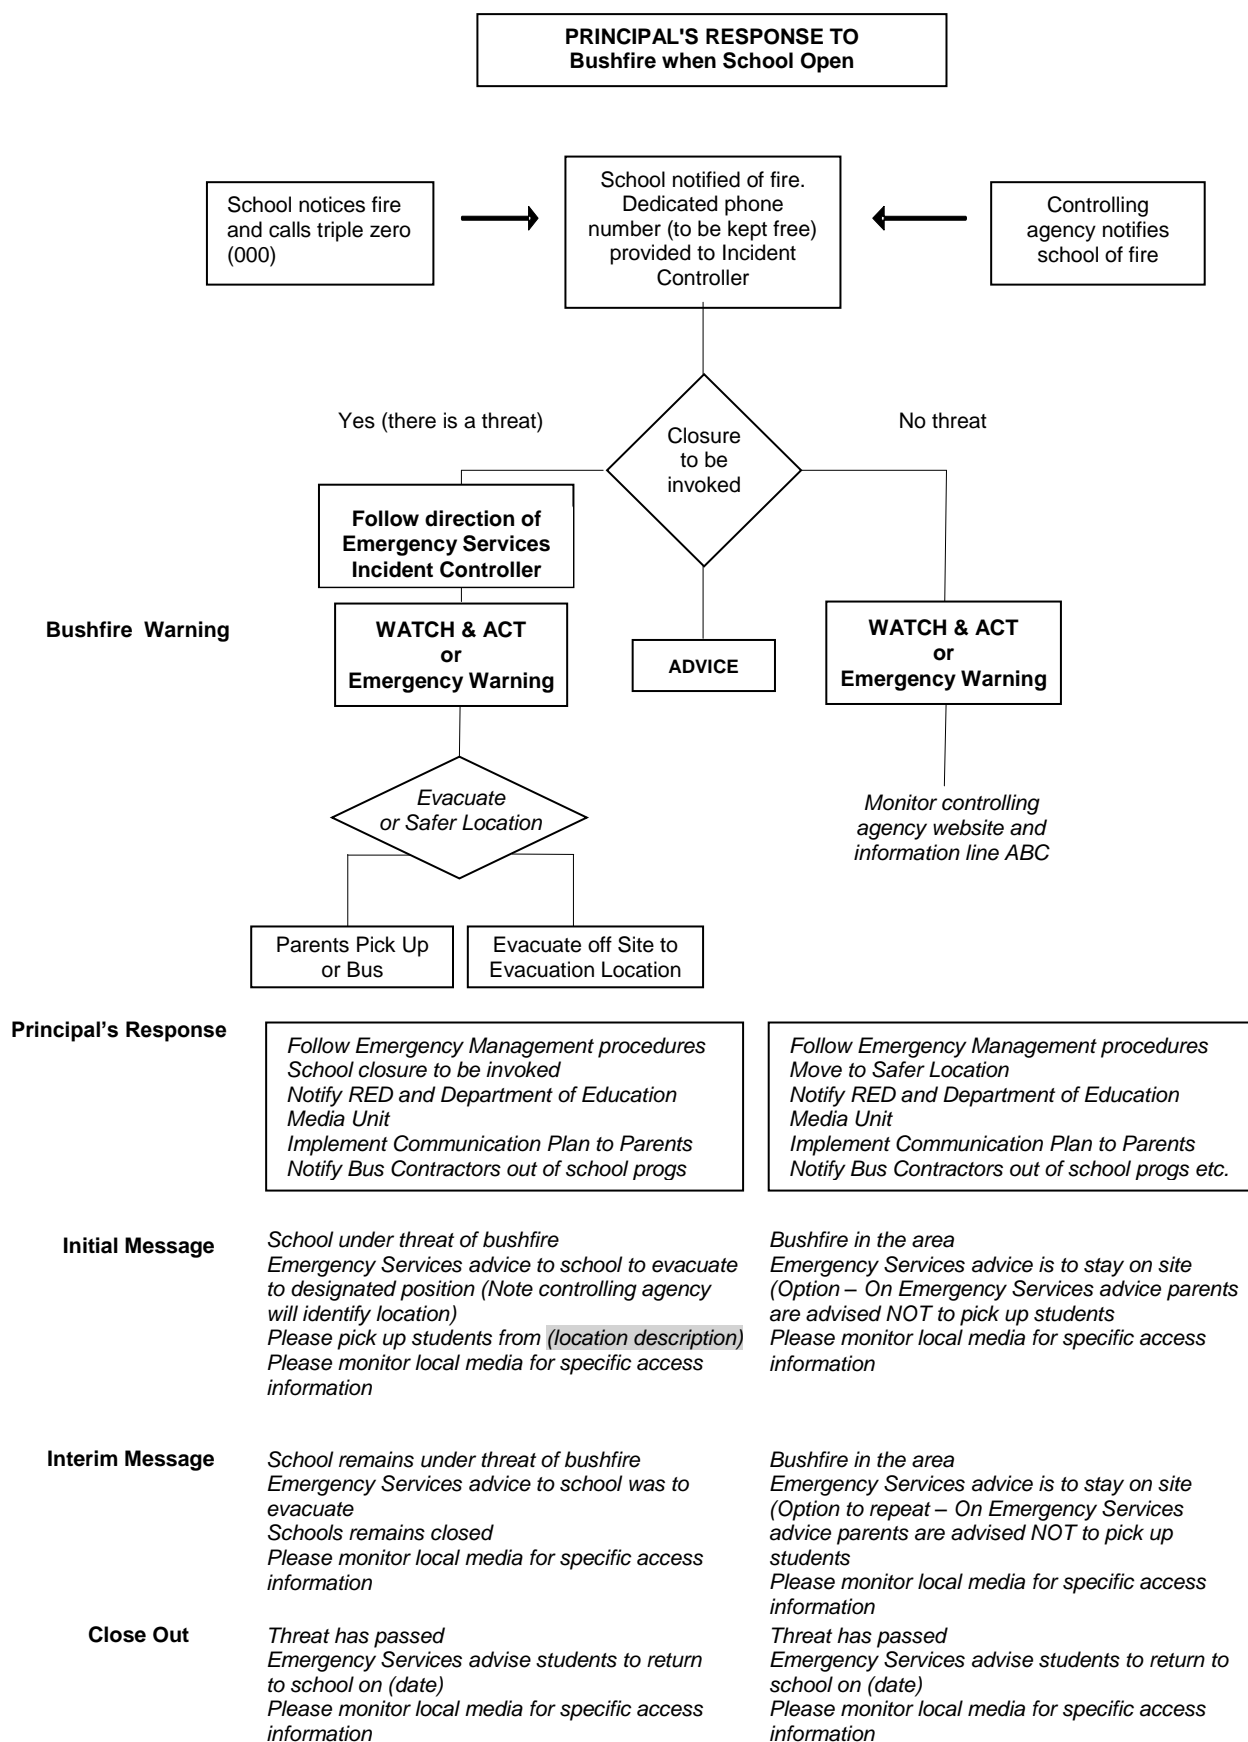 PRINCIPAL'S RESPONSE TO
Bushfire when School Open
School notices fire
and calls triple zero
(000)
School notified of fire.
Dedicated phone
number (to be kept free)
provided to Incident
Controller
Controlling
agency notifies
school of fire
Yes (there is a threat)
Closure
to be
invoked
No threat
Follow direction of
Emergency Services
Incident Controller
Bushfire Warning
WATCH & ACT
or
Emergency Warning
ADVICE
WATCH & ACT
or
Emergency Warning
Evacuate
or Safer Location
Monitor controlling
agency website and
information line ABC
Parents Pick Up
or Bus
Evacuate off Site to
Evacuation Location
Principal’s Response
Follow Emergency Management procedures
School closure to be invoked
Notify RED and Department of Education
Media Unit
Implement Communication Plan to Parents
Notify Bus Contractors out of school progs
Follow Emergency Management procedures
Move to Safer Location
Notify RED and Department of Education
Media Unit
Implement Communication Plan to Parents
Notify Bus Contractors out of school progs etc.
Initial Message
School under threat of bushfire
Emergency Services advice to school to evacuate
to designated position (Note controlling agency
will identify location)
Please pick up students from (location description)
Please monitor local media for specific access
information
Bushfire in the area
Emergency Services advice is to stay on site
(Option – On Emergency Services advice parents
are advised NOT to pick up students
Please monitor local media for specific access
information
Interim Message
School remains under threat of bushfire
Emergency Services advice to school was to
evacuate
Schools remains closed
Please monitor local media for specific access
information
Bushfire in the area
Emergency Services advice is to stay on site
(Option to repeat – On Emergency Services
advice parents are advised NOT to pick up
students
Please monitor local media for specific access
information
Close Out
Threat has passed
Emergency Services advise students to return
to school on (date)
Please monitor local media for specific access
information
Threat has passed
Emergency Services advise students to return to
school on (date)
Please monitor local media for specific access
information